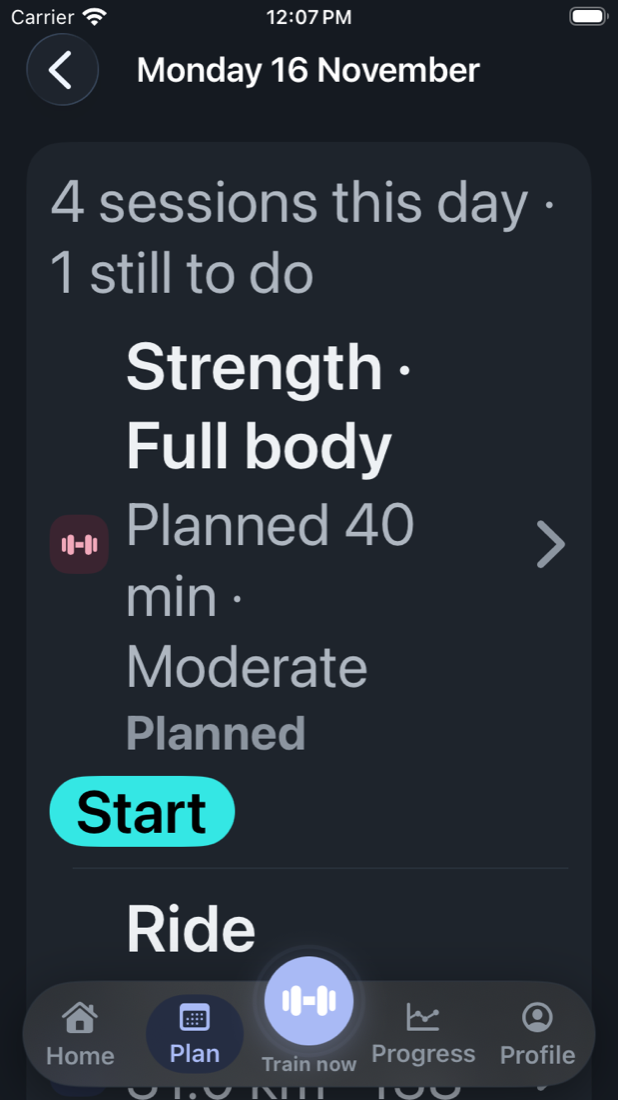 Carrier 12:07 PM
Monday 16 November
4 sessions this day ·
1 still to do
Strength ·
Full body
Planned 40
min ·
Moderate
Planned
Start
Ride
Home Plan Train now Progress Profile